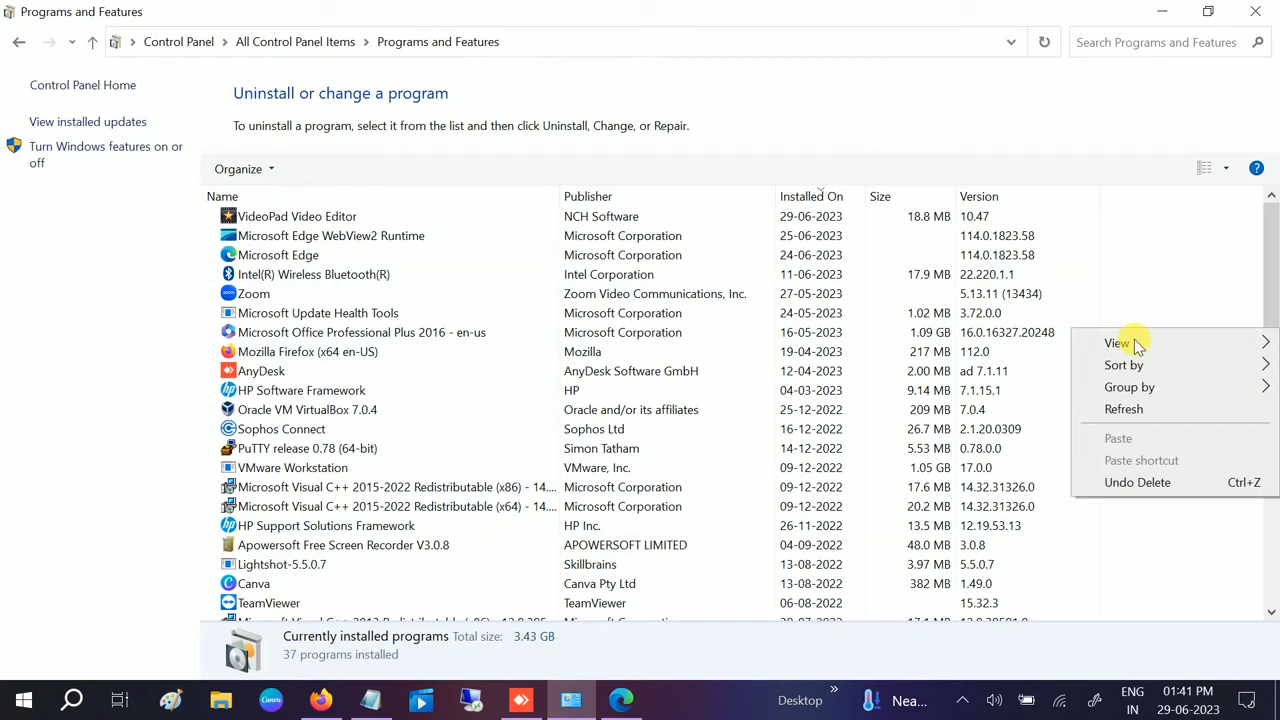 Programs and Features
Control Panel > All Control Panel Items > Programs and Features
Search Programs and Features
Control Panel Home
View installed updates
Turn Windows features on or
off
Uninstall or change a program
To uninstall a program, select it from the list and then click Uninstall, Change, or Repair.
Organize
Name Publisher Installed On Size Version
VideoPad Video Editor NCH Software 29-06-2023 18.8 MB 10.47
Microsoft Edge WebView2 Runtime Microsoft Corporation 25-06-2023 114.0.1823.58
Microsoft Edge Microsoft Corporation 24-06-2023 114.0.1823.58
Intel(R) Wireless Bluetooth(R) Intel Corporation 11-06-2023 17.9 MB 22.220.1.1
Zoom Zoom Video Communications, Inc. 27-05-2023 5.13.11 (13434)
Microsoft Update Health Tools Microsoft Corporation 24-05-2023 1.02 MB 3.72.0.0
Microsoft Office Professional Plus 2016 - en-us Microsoft Corporation 16-05-2023 1.09 GB 16.0.16327.20248
Mozilla Firefox (x64 en-US) Mozilla 19-04-2023 217 MB 112.0
AnyDesk AnyDesk Software GmbH 12-04-2023 2.00 MB ad 7.1.11
HP Software Framework HP 04-03-2023 9.14 MB 7.1.15.1
Oracle VM VirtualBox 7.0.4 Oracle and/or its affiliates 25-12-2022 209 MB 7.0.4
Sophos Connect Sophos Ltd 16-12-2022 26.7 MB 2.1.20.0309
PuTTY release 0.78 (64-bit) Simon Tatham 14-12-2022 5.53 MB 0.78.0.0
VMware Workstation VMware, Inc. 09-12-2022 1.05 GB 17.0.0
Microsoft Visual C++ 2015-2022 Redistributable (x86) - 14.... Microsoft Corporation 09-12-2022 17.6 MB 14.32.31326.0
Microsoft Visual C++ 2015-2022 Redistributable (x64) - 14.... Microsoft Corporation 09-12-2022 20.2 MB 14.32.31326.0
HP Support Solutions Framework HP Inc. 26-11-2022 13.5 MB 12.19.53.13
Apowersoft Free Screen Recorder V3.0.8 APOWERSOFT LIMITED 04-09-2022 48.0 MB 3.0.8
Lightshot-5.5.0.7 Skillbrains 13-08-2022 3.97 MB 5.5.0.7
Canva Canva Pty Ltd 13-08-2022 382 MB 1.49.0
TeamViewer TeamViewer 06-08-2022 15.32.3
View
Sort by
Group by
Refresh
Paste
Paste shortcut
Undo Delete Ctrl+Z
Currently installed programs Total size: 3.43 GB
37 programs installed
zoom
Canva
Desktop
Nea...
ENG
IN
01:41 PM
29-06-2023